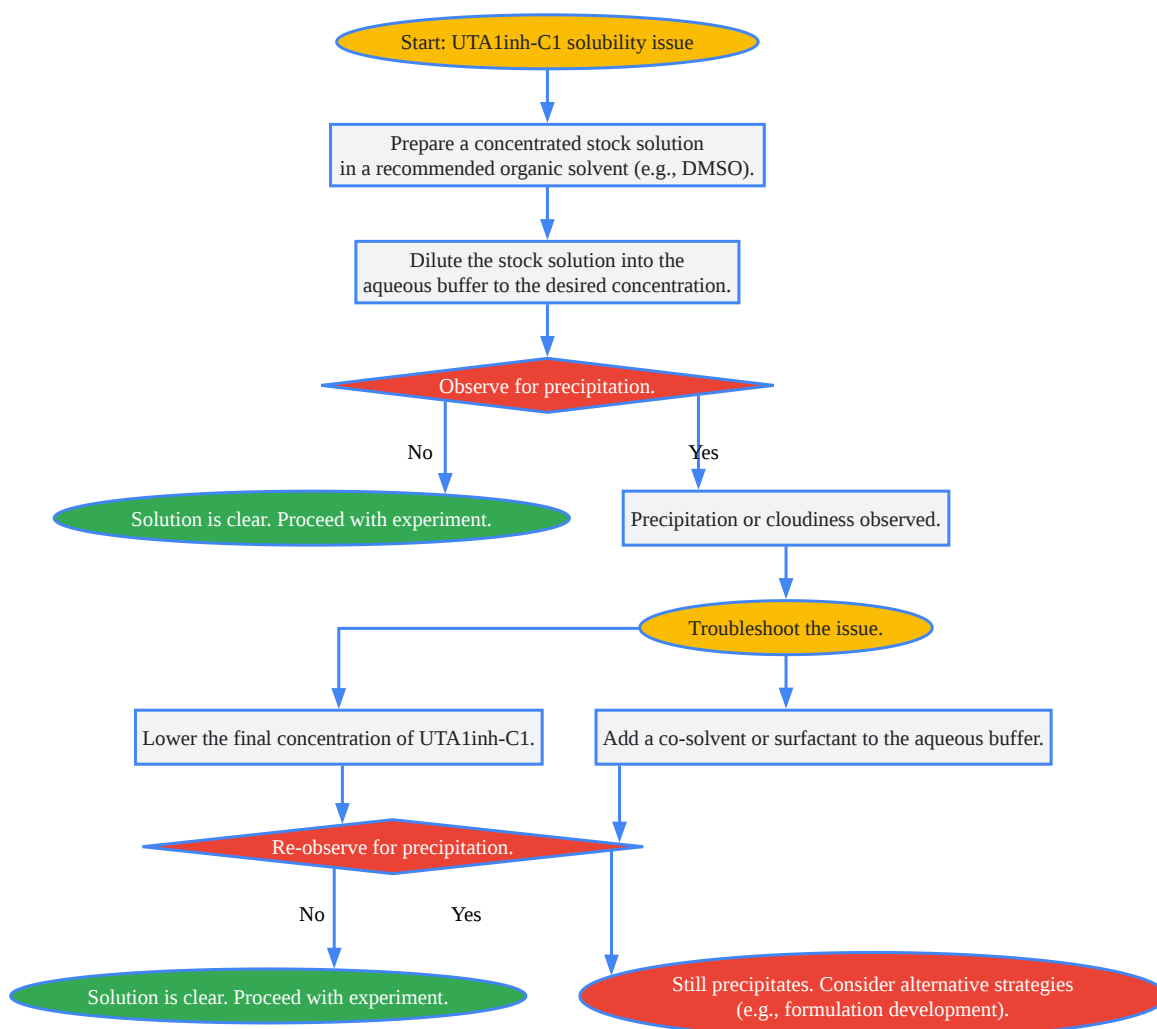 Start: UTA1inh-C1 solubility issue
Prepare a concentrated stock solution
in a recommended organic solvent (e.g., DMSO).
Dilute the stock solution into the
aqueous buffer to the desired concentration.
Observe for precipitation.
No
Yes
Solution is clear. Proceed with experiment.
Precipitation or cloudiness observed.
Troubleshoot the issue.
Lower the final concentration of UTA1inh-C1.
Add a co-solvent or surfactant to the aqueous buffer.
Re-observe for precipitation.
No
Yes
Solution is clear. Proceed with experiment.
Still precipitates. Consider alternative strategies
(e.g., formulation development).